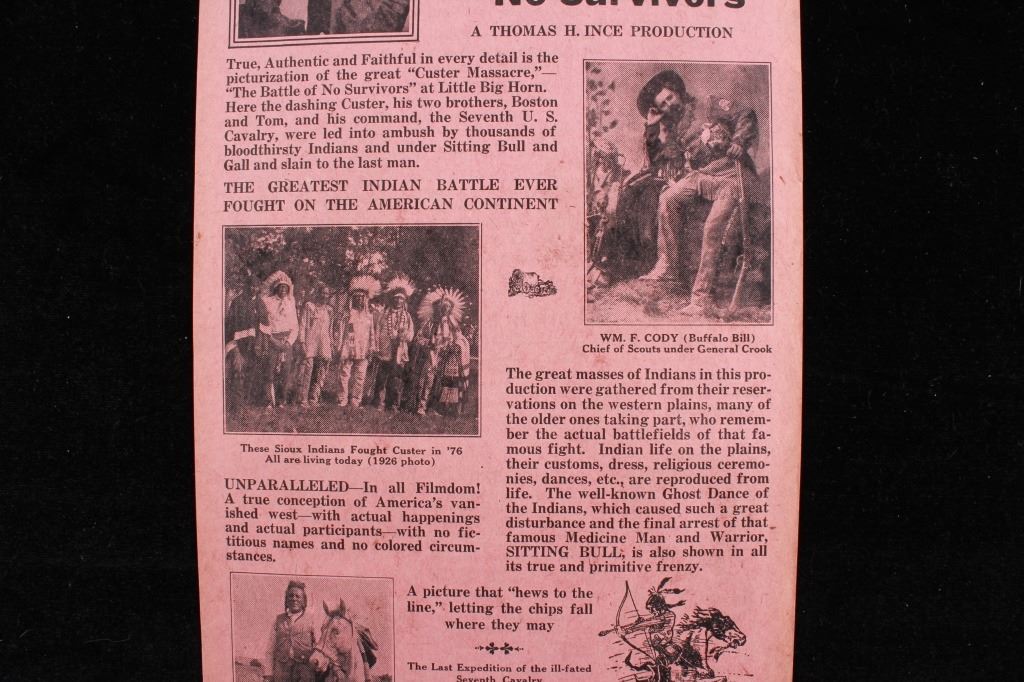 No Survivors
A THOMAS H. INCE PRODUCTION
True, Authentic and Faithful in every detail is the
picturization of the great “Custer Massacre,”—
“The Battle of No Survivors” at Little Big Horn.
Here the dashing Custer, his two brothers, Boston
and Tom, and his command, the Seventh U. S.
Cavalry, were led into ambush by thousands of
bloodthirsty Indians and under Sitting Bull and
Gall and slain to the last man.
THE GREATEST INDIAN BATTLE EVER
FOUGHT ON THE AMERICAN CONTINENT
WM. F. CODY (Buffalo Bill)
Chief of Scouts under General Crook
These Sioux Indians Fought Custer in '76
All are living today (1926 photo)
UNPARALLELED—In all Filmdom!
A true conception of America's van-
ished west—with actual happenings
and actual participants—with no fic-
titious names and no colored circum-
stances.
The great masses of Indians in this pro-
duction were gathered from their reser-
vations on the western plains, many of
the older ones taking part, who remem-
ber the actual battlefields of that fa-
mous fight. Indian life on the plains,
their customs, dress, religious ceremo-
nies, dances, etc., are reproduced from
life. The well-known Ghost Dance of
the Indians, which caused such a great
disturbance and the final arrest of that
famous Medicine Man and Warrior,
SITTING BULL, is also shown in all
its true and primitive frenzy.
A picture that “hews to the
line,” letting the chips fall
where they may
The Last Expedition of the ill-fated
Seventh Cavalry